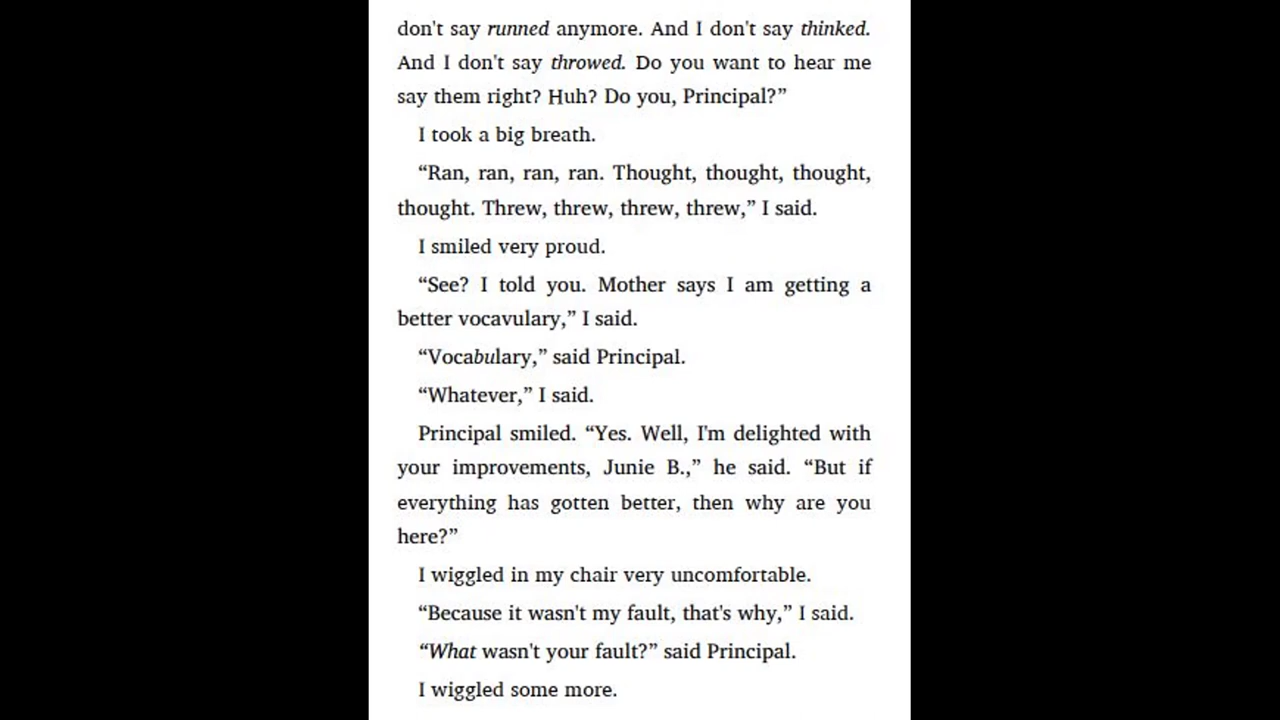 don't say runned anymore. And I don't say thinked.
And I don't say throwed. Do you want to hear me
say them right? Huh? Do you, Principal?”
I took a big breath.
“Ran, ran, ran, ran. Thought, thought, thought,
thought. Threw, threw, threw, threw,” I said.
I smiled very proud.
“See? I told you. Mother says I am getting a
better vocavulary,” I said.
“Vocabulary,” said Principal.
“Whatever,” I said.
Principal smiled. “Yes. Well, I'm delighted with
your improvements, Junie B.,” he said. “But if
everything has gotten better, then why are you
here?”
I wiggled in my chair very uncomfortable.
“Because it wasn't my fault, that's why,” I said.
“What wasn't your fault?” said Principal.
I wiggled some more.